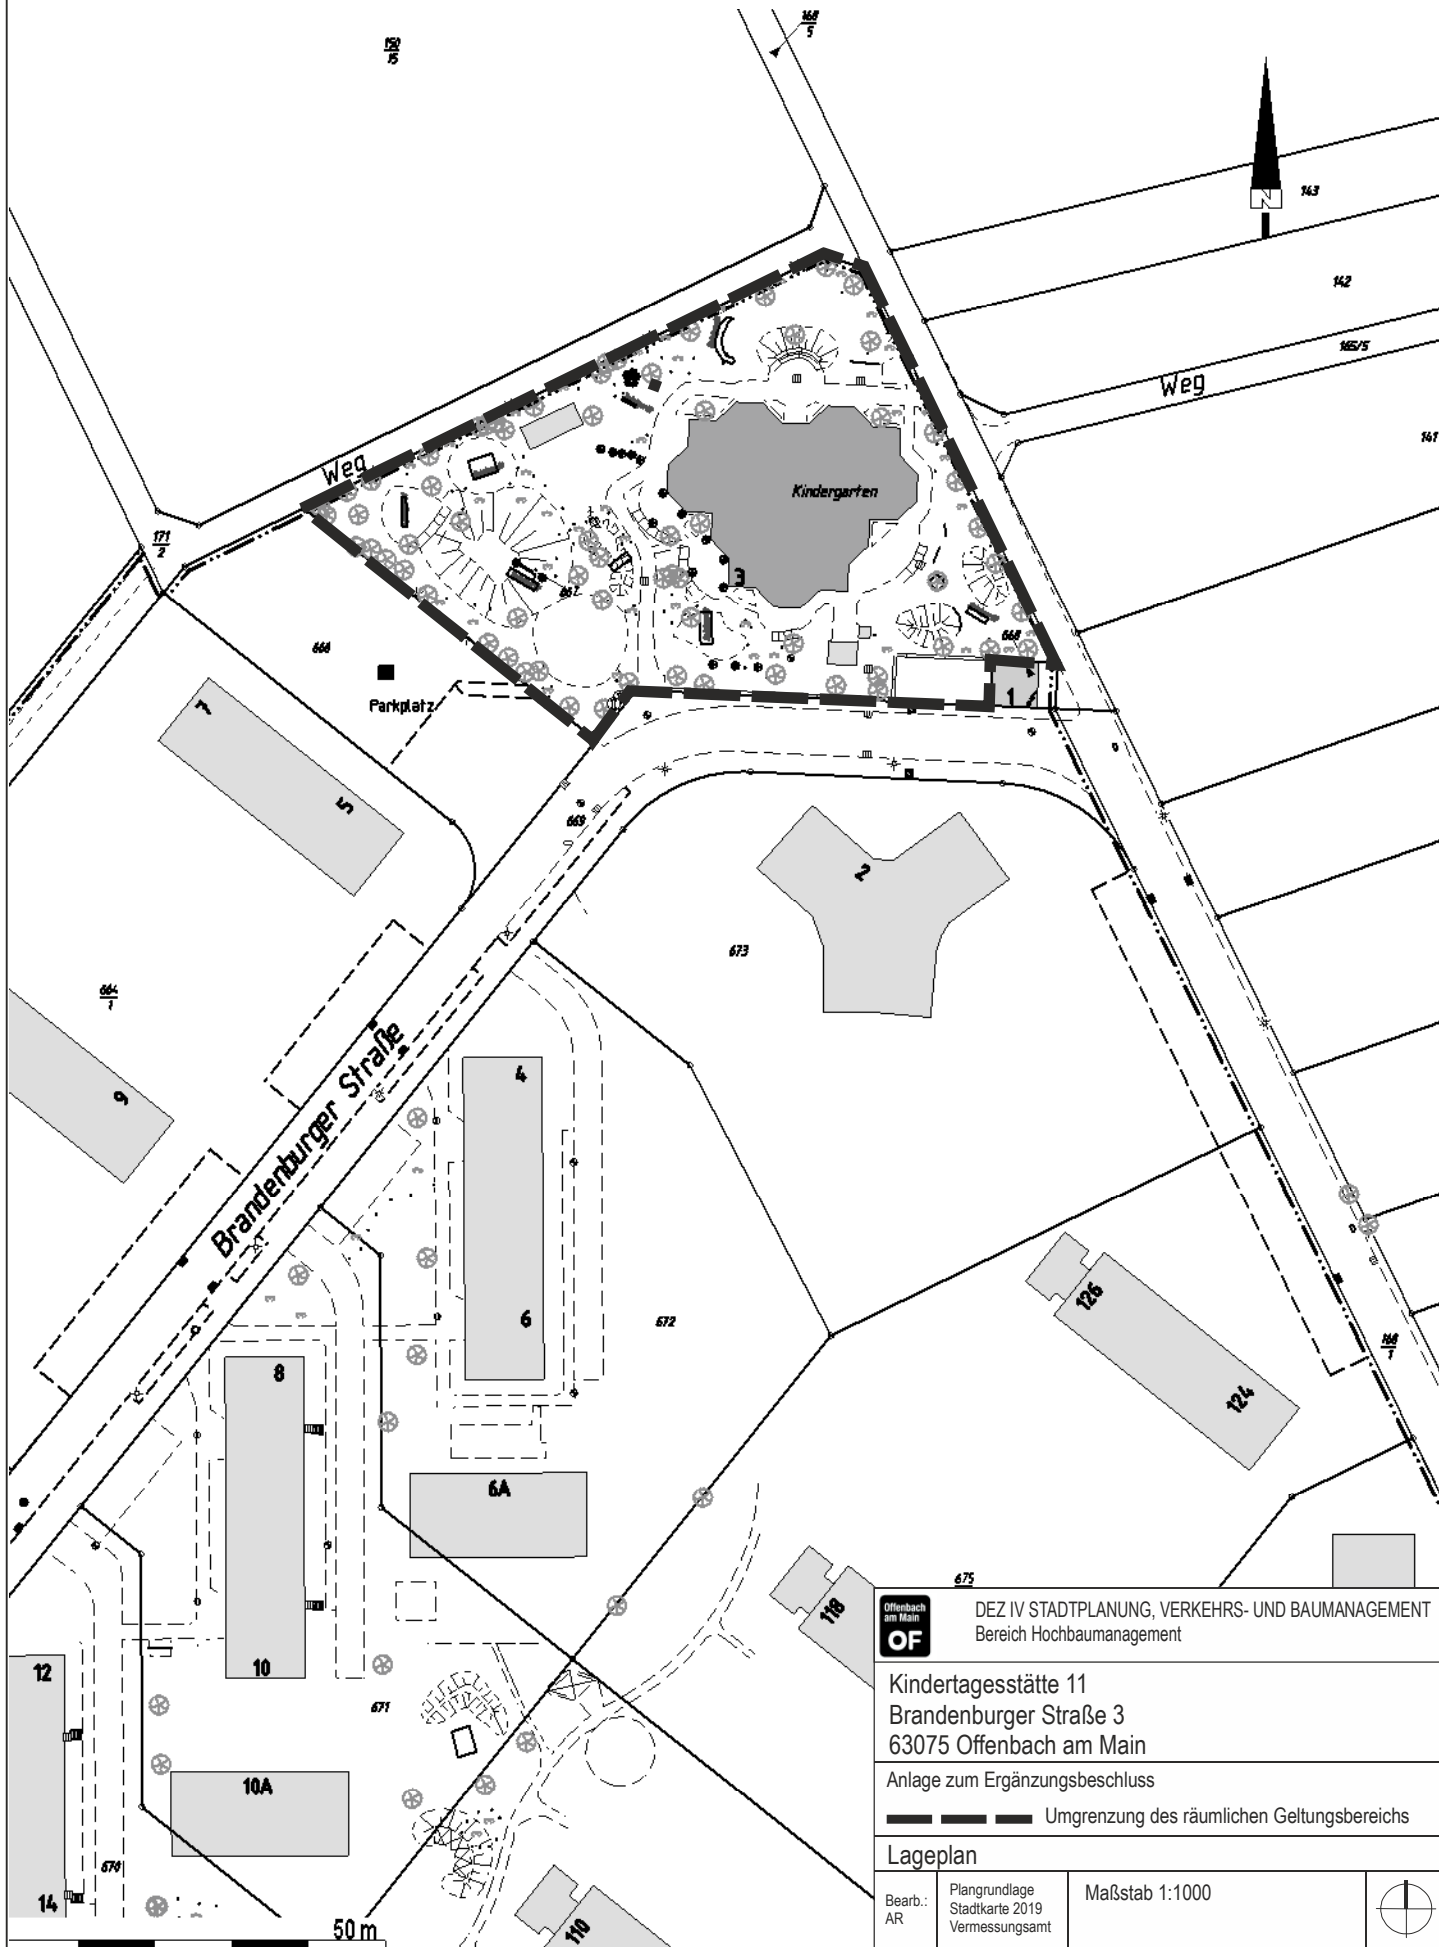 168
5
150
15
N
143
142
165/5
Weg
141
Weg
Kindergarten
171
2
3
667
668
666
Parkplatz
1
7
5
669
2
673
664
1
9
4
Brandenburger Straße
6
672
126
124
168
1
8
6A
10
675
118
12
671
10A
670
14
110
50 m
Offenbach
am Main
OF
DEZ IV STADTPLANUNG, VERKEHRS- UND BAUMANAGEMENT
Bereich Hochbaumanagement
Kindertagesstätte 11
Brandenburger Straße 3
63075 Offenbach am Main
Anlage zum Ergänzungsbeschluss
Umgrenzung des räumlichen Geltungsbereichs
Lageplan
Bearb.:
AR
Plangrundlage
Stadtkarte 2019
Vermessungsamt
Maßstab 1:1000